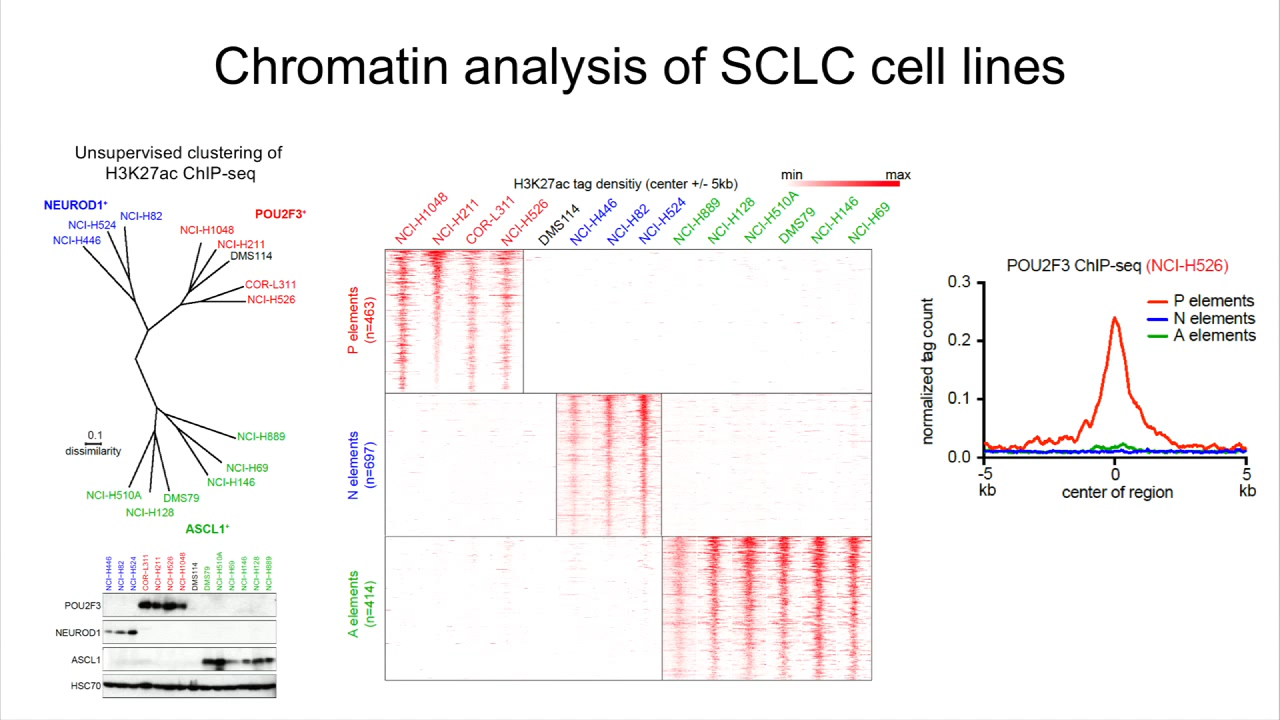 Chromatin analysis of SCLC cell lines
Unsupervised clustering of
H3K27ac ChIP-seq
NEUROD1+
NCI-H82
NCI-H524
NCI-H446
POU2F3+
NCI-H1048
NCI-H211
DMS114
COR-L311
NCI-H526
0.1
dissimilarity
NCI-H889
NCI-H69
NCI-H146
NCI-H510A
DMS79
NCI-H128
ASCL1+
NCI-H446
NCI-H82
NCI-H524
COR-L311
NCI-H211
NCI-H526
NCI-H1048
DMS114
DMS79
NCI-H510A
NCI-H69
NCI-H146
NCI-H128
NCI-H889
POU2F3
NEUROD1
ASCL1
HSC70
H3K27ac tag densitiy (center +/- 5kb)
min
max
NCI-H1048
NCI-H211
COR-L311
NCI-H526
DMS114
NCI-H446
NCI-H82
NCI-H524
NCI-H889
NCI-H128
NCI-H510A
DMS79
NCI-H146
NCI-H69
P elements
(n=463)
N elements
(n=697)
A elements
(n=414)
POU2F3 ChIP-seq (NCI-H526)
P elements
N elements
A elements
normalized tag count
0.3
0.2
0.1
0.0
-5
kb
0
5
kb
center of region